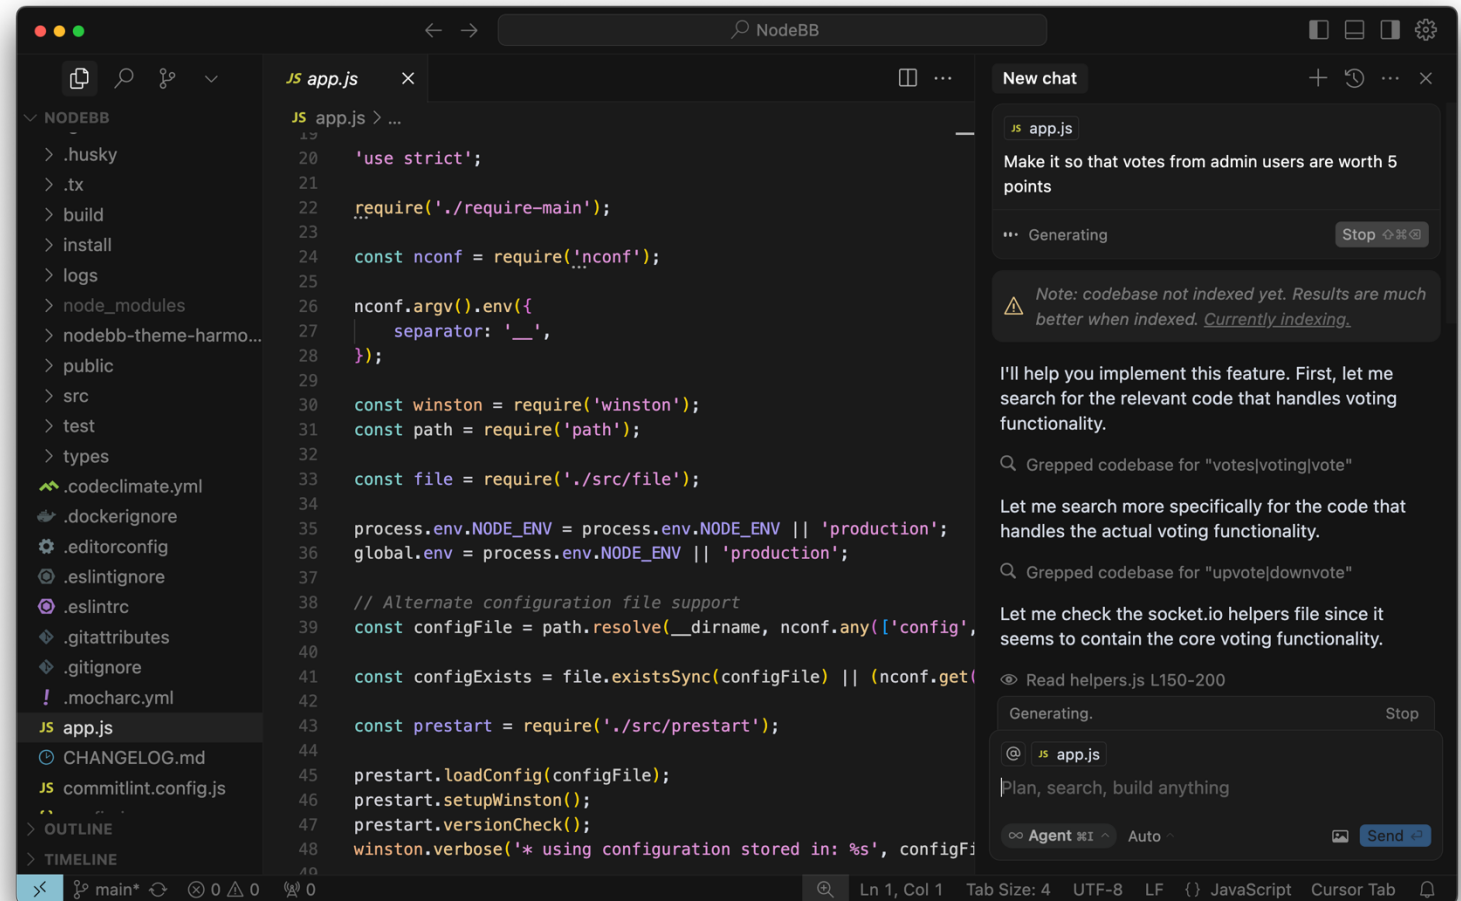 NodeBB
NODEBB
.husky
.tx
build
install
logs
node_modules
nodebb-theme-harmo...
public
src
test
types
.codeclimate.yml
.dockerignore
.editorconfig
.eslintignore
.eslintrc
.gitattributes
.gitignore
.mocharc.yml
JS app.js
CHANGELOG.md
JS commitlint.config.js
OUTLINE
TIMELINE
JS app.js
JS app.js > ...
19
20 'use strict';
21
22 require('./require-main');
23
24 const nconf = require('nconf');
25
26 nconf.argv().env({
27 separator: '__',
28 });
29
30 const winston = require('winston');
31 const path = require('path');
32
33 const file = require('./src/file');
34
35 process.env.NODE_ENV = process.env.NODE_ENV || 'production';
36 global.env = process.env.NODE_ENV || 'production';
37
38 // Alternate configuration file support
39 const configFile = path.resolve(__dirname, nconf.any(['config',
40
41 const configExists = file.existsSync(configFile) || (nconf.get(
42
43 const prestart = require('./src/prestart');
44
45 prestart.loadConfig(configFile);
46 prestart.setupWinston();
47 prestart.versionCheck();
48 winston.verbose('* using configuration stored in: %s', configFi
49
New chat
JS app.js
Make it so that votes from admin users are worth 5
points
Generating
Stop ⇧⌘⌫
Note: codebase not indexed yet. Results are much
better when indexed. Currently indexing.
I'll help you implement this feature. First, let me
search for the relevant code that handles voting
functionality.
Grepped codebase for "votes|voting|vote"
Let me search more specifically for the code that
handles the actual voting functionality.
Grepped codebase for "upvote|downvote"
Let me check the socket.io helpers file since it
seems to contain the core voting functionality.
Read helpers.js L150-200
Generating. Stop
@ JS app.js
Plan, search, build anything
∞ Agent ⌘I Auto
Send ⏎
main* 0 0 0
Ln 1, Col 1 Tab Size: 4 UTF-8 LF {} JavaScript Cursor Tab